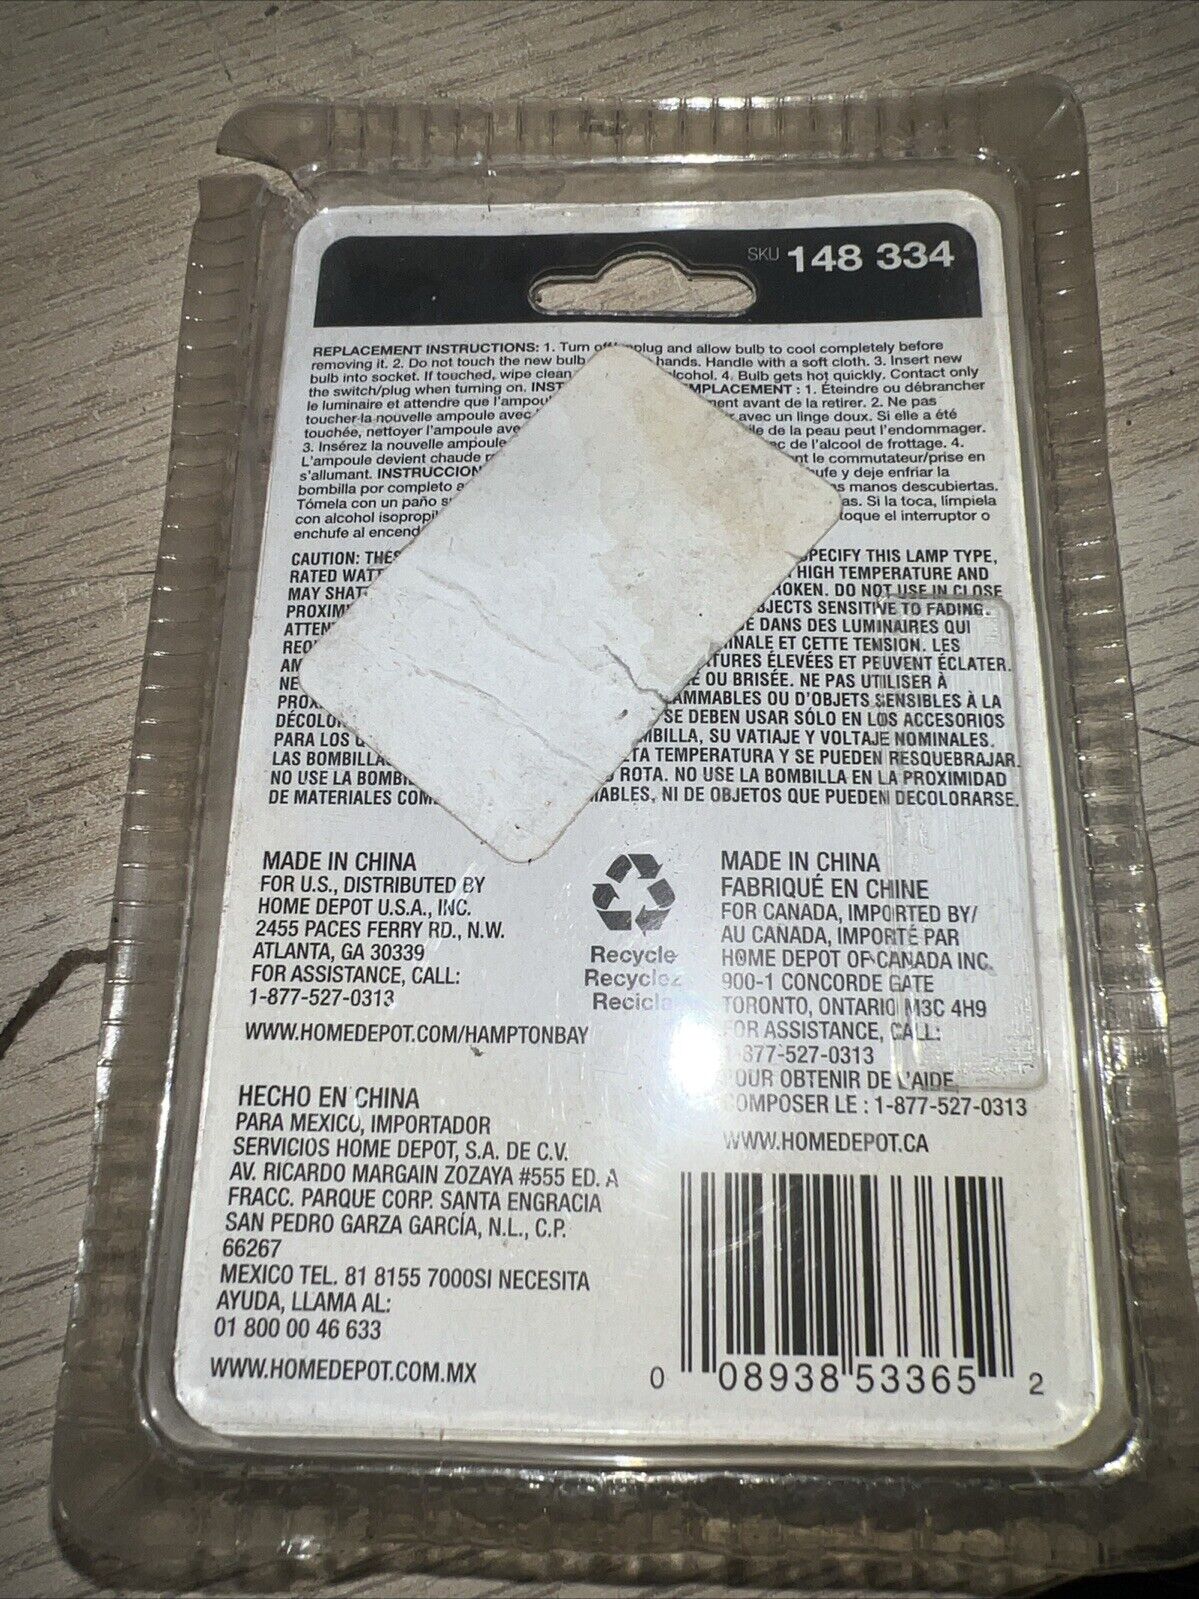 SKU 148 334
REPLACEMENT INSTRUCTIONS: 1. Turn off/unplug and allow bulb to cool completely before
removing it. 2. Do not touch the new bulb hands. Handle with a soft cloth. 3. Insert new
bulb into socket. If touched, wipe clean alcohol. 4. Bulb gets hot quickly. Contact only
the switch/plug when turning on. : 1. Éteindre ou débrancher
le luminaire et attendre que l'ampoule avant de la retirer. 2. Ne pas
toucher la nouvelle ampoule avec avec un linge doux. Si elle a été
touchée, nettoyer l'ampoule de la peau peut l'endommager.
3. Insérez la nouvelle ampoule de l'alcool de frottage. 4.
L'ampoule devient chaude le commutateur/prise en
s'allumant. y deje enfriar la
bombilla por completo manos descubiertas.
Tómela con un paño Si la toca, límpiela
con alcohol toque el interruptor o
enchufe al
CAUTION: SPECIFY THIS LAMP TYPE,
RATED HIGH TEMPERATURE AND
MAY DO NOT USE IN CLOSE
OBJECTS SENSITIVE TO FADING.
DANS DES LUMINAIRES QUI
ET CETTE TENSION. LES
ÉLEVÉES ET PEUVENT ÉCLATER.
NE OU BRISÉE. NE PAS UTILISER À
OU D'OBJETS SENSIBLES À LA
SE DEBEN USAR SÓLO EN LOS ACCESORIOS
PARA LOS SU VATIAJE Y VOLTAJE NOMINALES.
LAS TEMPERATURA Y SE PUEDEN RESQUEBRAJAR.
NO USE LA ROTA. NO USE LA BOMBILLA EN LA PROXIMIDAD
DE MATERIALES NI DE OBJETOS QUE PUEDEN DECOLORARSE.
MADE IN CHINA
FOR U.S., DISTRIBUTED BY
HOME DEPOT U.S.A., INC.
2455 PACES FERRY RD., N.W.
ATLANTA, GA 30339
FOR ASSISTANCE, CALL:
1-877-527-0313
WWW.HOMEDEPOT.COM/HAMPTONBAY
Recycle
Recyclez
Recicla
MADE IN CHINA
FABRIQUÉ EN CHINE
FOR CANADA, IMPORTED BY/
AU CANADA, IMPORTÉ PAR
HOME DEPOT OF CANADA INC.
900-1 CONCORDE GATE
TORONTO, ONTARIO M3C 4H9
FOR ASSISTANCE, CALL:
1-877-527-0313
POUR OBTENIR DE L'AIDE,
COMPOSER LE : 1-877-527-0313
WWW.HOMEDEPOT.CA
HECHO EN CHINA
PARA MEXICO, IMPORTADOR
SERVICIOS HOME DEPOT, S.A. DE C.V.
AV. RICARDO MARGAIN ZOZAYA #555 ED. A
FRACC. PARQUE CORP. SANTA ENGRACIA
SAN PEDRO GARZA GARCÍA, N.L., C.P.
66267
MEXICO TEL. 81 8155 7000SI NECESITA
AYUDA, LLAMA AL:
01 800 00 46 633
WWW.HOMEDEPOT.COM.MX
0 08938 53365 2